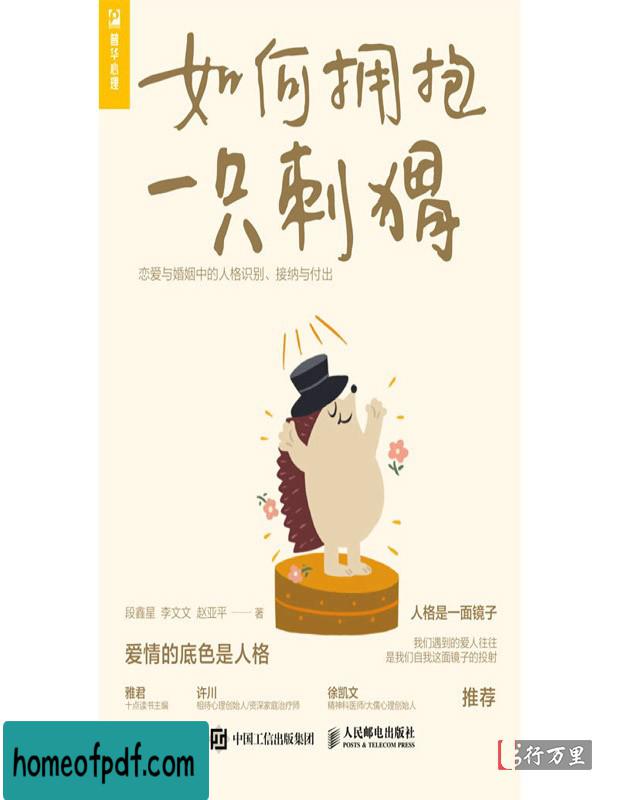 普华心理
如何拥抱
一只刺猬
恋爱与婚姻中的人格识别、接纳与付出
段鑫星 李文文 赵亚平 —— 著
人格是一面镜子
爱情的底色是人格
我们遇到的爱人往往
是我们自我这面镜子的投射
雅君
十点读书主编
许川
相待心理创始人/资深家庭治疗师
徐凯文
精神科医师/大儒心理创始人
推荐
中国工信出版集团
人民邮电出版社
POSTS & TELECOM PRESS
homeofpdf.com
行万里